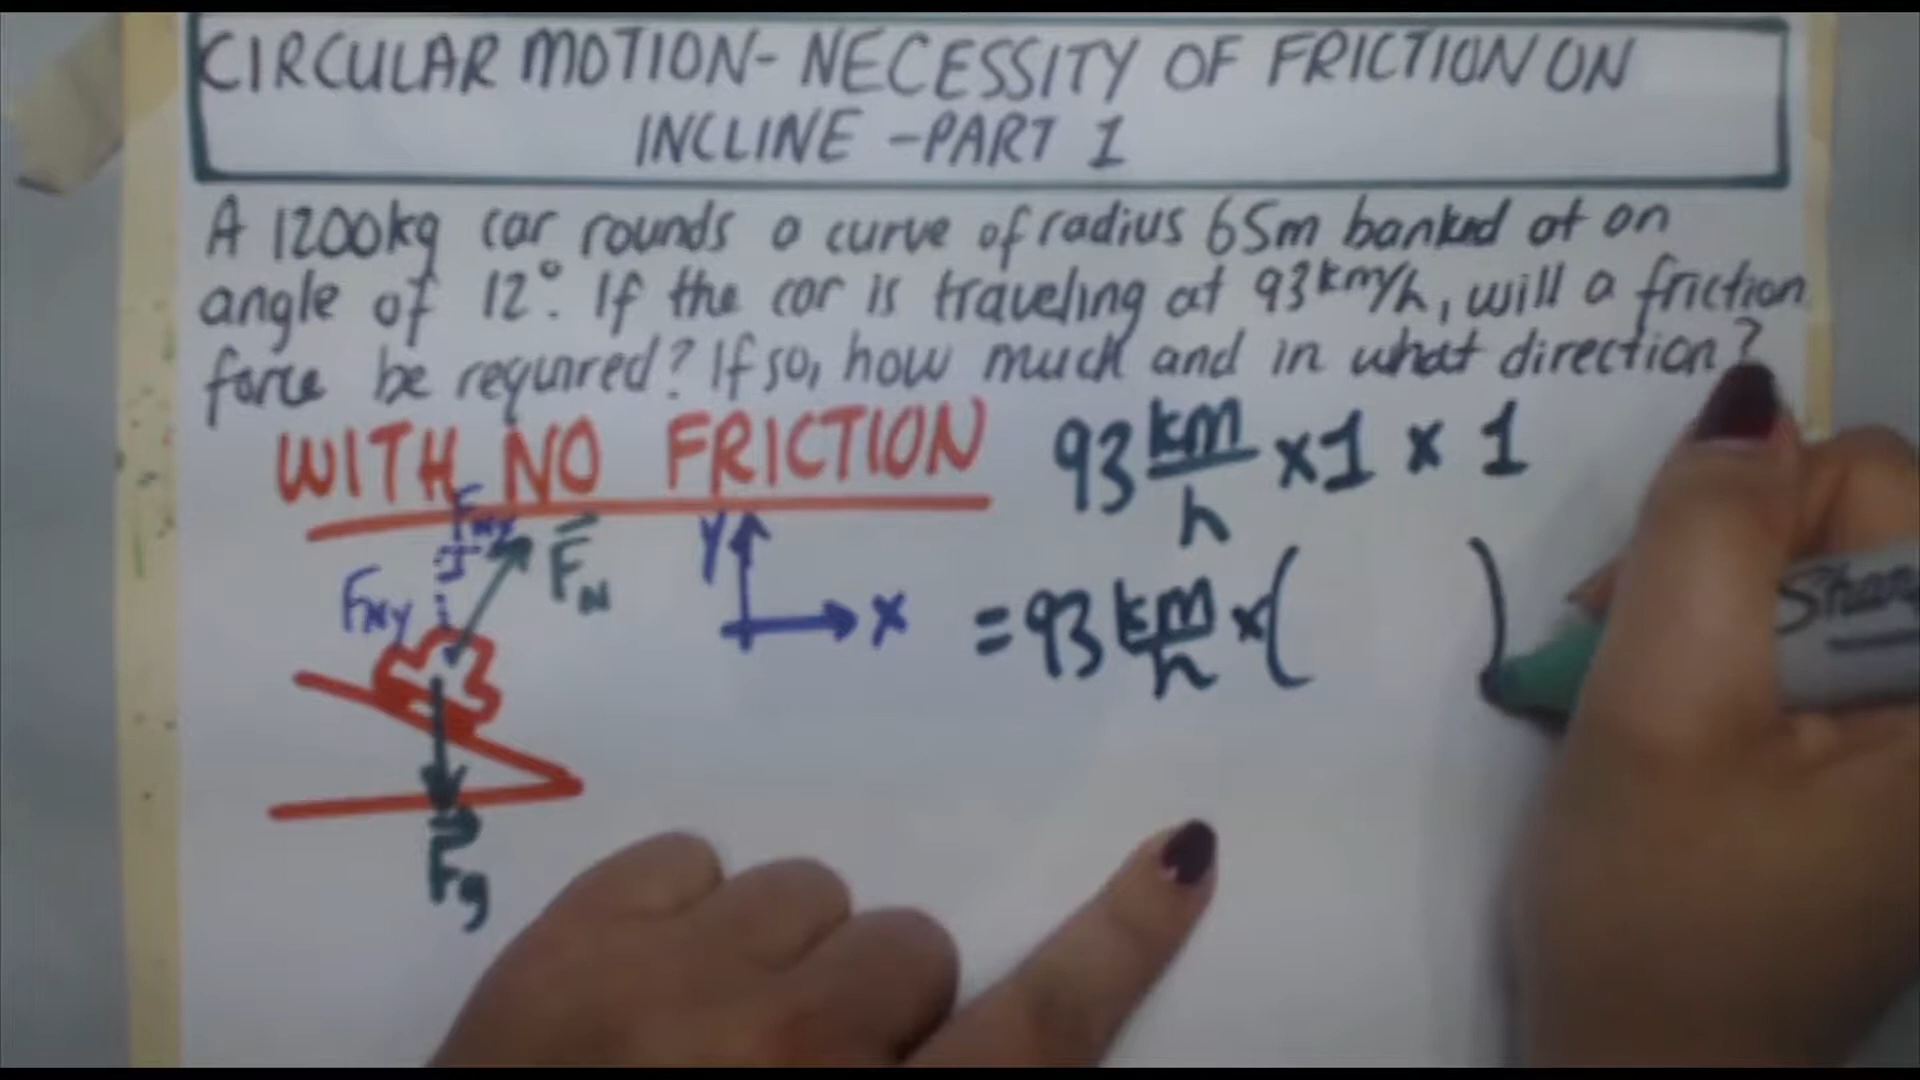 CIRCULAR MOTION- NECESSITY OF FRICTION ON
INCLINE -PART 1
A 1200kg car rounds a curve of radius 65m banked at an
angle of 12°. If the car is traveling at 93km/h, will a friction
force be required? If so, how much and in what direction?
WITH NO FRICTION
93 km/h x 1 x 1
F_N
y
F_Ny
x
= 93 km/h x ( )
F_g